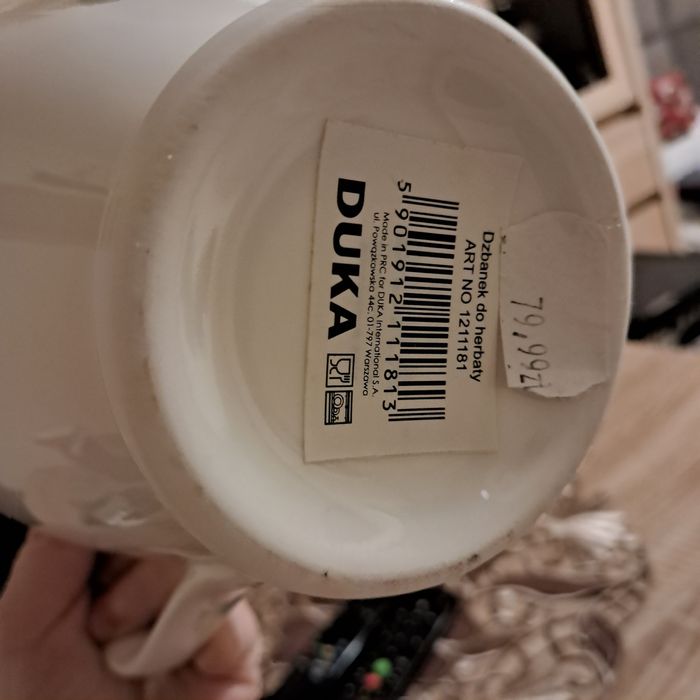 79,99zł
Dzbanek do herbaty
ART NO 1211181
5 901912 111813
Made in PRC for DUKA International S.A.
ul. Powązkowska 44C, 01-797 Warszawa
DUKA